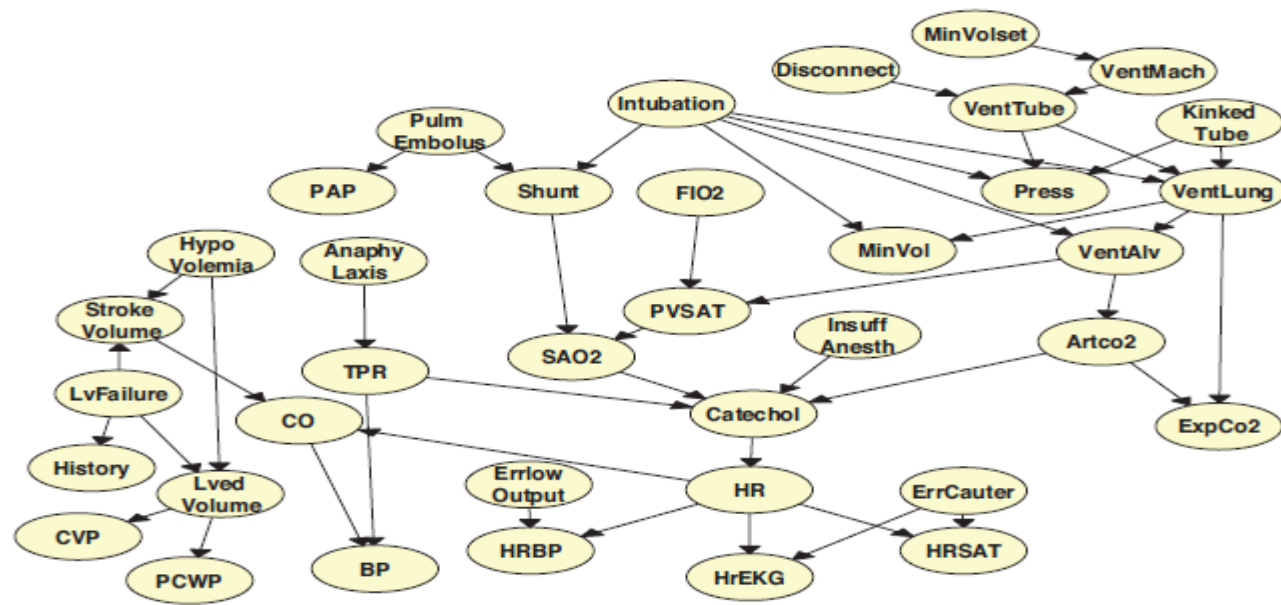 MinVolset
Disconnect
VentMach
Intubation
VentTube
Pulm
Embolus
Kinked
Tube
PAP
Shunt
FIO2
Press
VentLung
Hypo
Volemia
Anaphy
Laxis
MinVol
VentAlv
Stroke
Volume
PVSAT
Insuff
Anesth
SAO2
Artco2
TPR
LvFailure
CO
Catechol
ExpCo2
History
Lved
Volume
Errlow
Output
HR
ErrCauter
CVP
HRBP
HRSAT
PCWP
BP
HrEKG